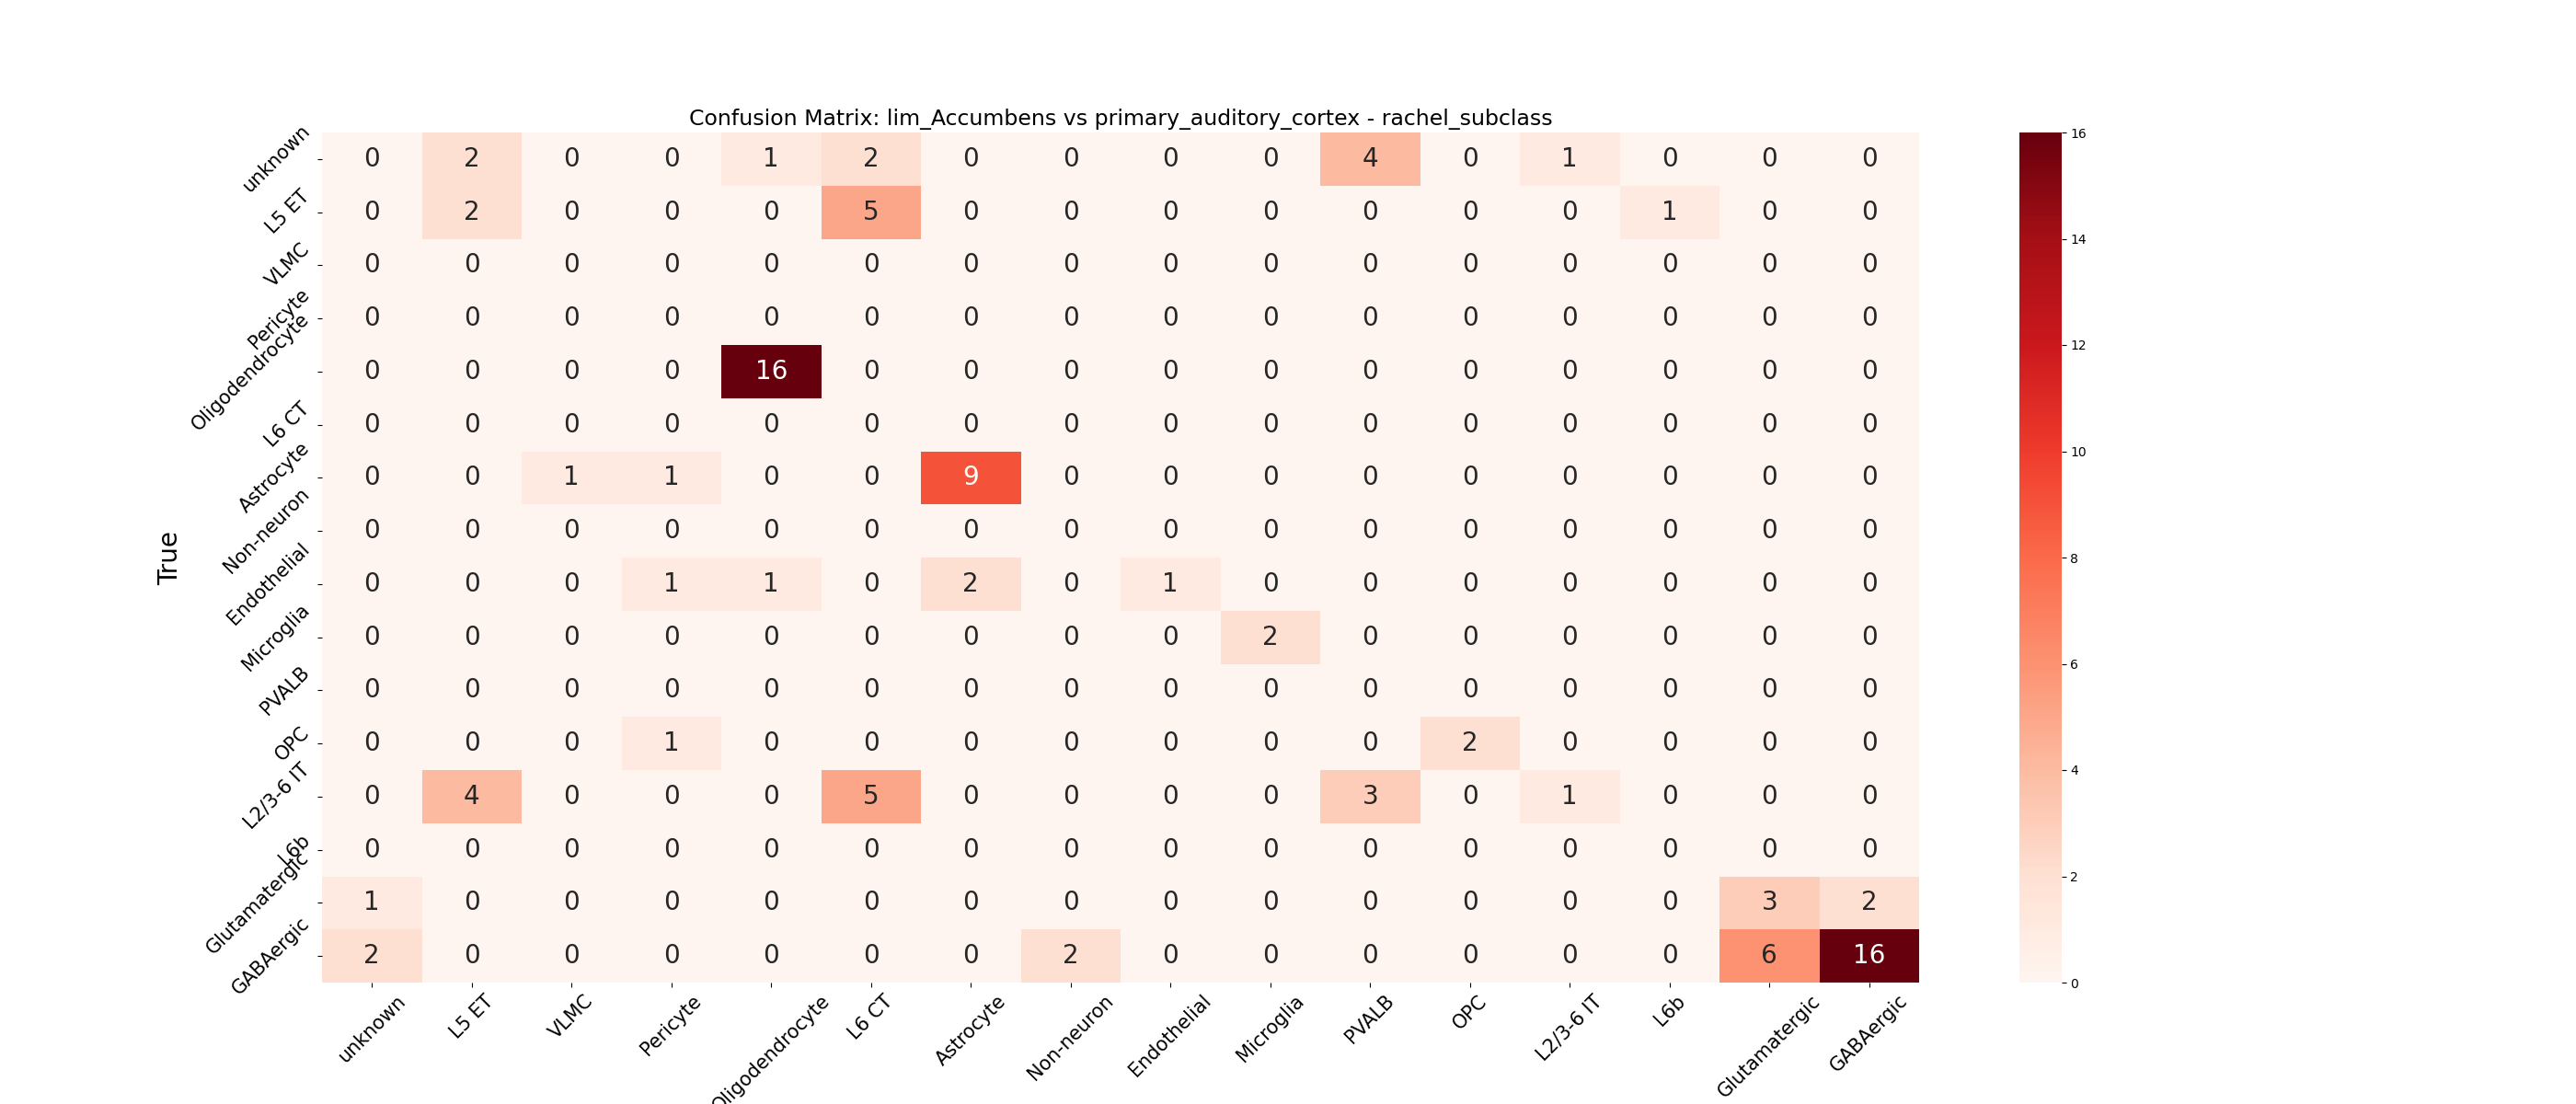 Confusion Matrix: lim_Accumbens vs primary_auditory_cortex - rachel_subclass
True
unknown 0 2 0 0 1 2 0 0 0 0 4 0 1 0 0 0
L5 ET 0 2 0 0 0 5 0 0 0 0 0 0 0 1 0 0
VLMC 0 0 0 0 0 0 0 0 0 0 0 0 0 0 0 0
Pericyte 0 0 0 0 0 0 0 0 0 0 0 0 0 0 0 0
Oligodendrocyte 0 0 0 0 16 0 0 0 0 0 0 0 0 0 0 0
L6 CT 0 0 0 0 0 0 0 0 0 0 0 0 0 0 0 0
Astrocyte 0 0 1 1 0 0 9 0 0 0 0 0 0 0 0 0
Non-neuron 0 0 0 0 0 0 0 0 0 0 0 0 0 0 0 0
Endothelial 0 0 0 1 1 0 2 0 1 0 0 0 0 0 0 0
Microglia 0 0 0 0 0 0 0 0 0 2 0 0 0 0 0 0
PVALB 0 0 0 0 0 0 0 0 0 0 0 0 0 0 0 0
OPC 0 0 0 1 0 0 0 0 0 0 0 2 0 0 0 0
L2/3-6 IT 0 4 0 0 0 5 0 0 0 0 3 0 1 0 0 0
L6b 0 0 0 0 0 0 0 0 0 0 0 0 0 0 0 0
Glutamatergic 1 0 0 0 0 0 0 0 0 0 0 0 0 0 3 2
GABAergic 2 0 0 0 0 0 0 2 0 0 0 0 0 0 6 16
unknown L5 ET VLMC Pericyte Oligodendrocyte L6 CT Astrocyte Non-neuron Endothelial Microglia PVALB OPC L2/3-6 IT L6b Glutamatergic GABAergic
16
14
12
10
8
6
4
2
0